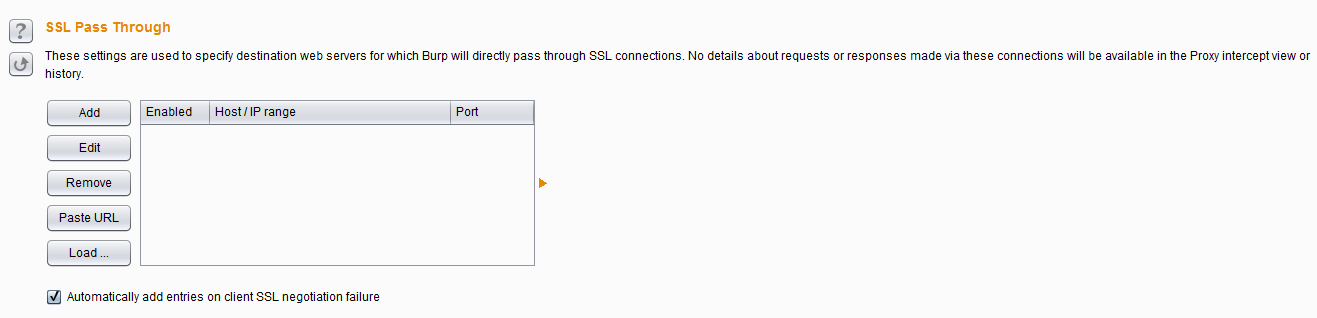 ?
SSL Pass Through
These settings are used to specify destination web servers for which Burp will directly pass through SSL connections. No details about requests or responses made via these connections will be available in the Proxy intercept view or
history.
Add
Enabled Host / IP range Port
Edit
Remove
Paste URL
Load ...
Automatically add entries on client SSL negotiation failure